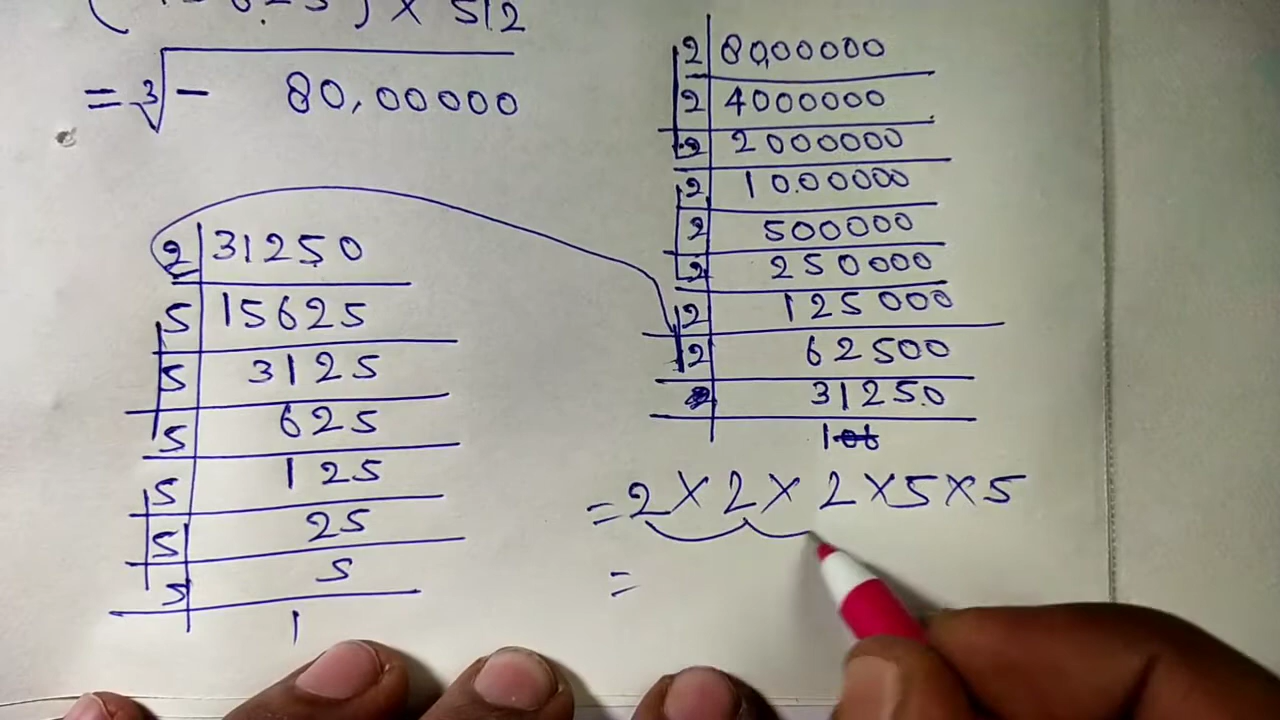 ) × 512
= ∛- 80,00000
2 | 31250
5 | 15625
5 | 3125
5 | 625
5 | 125
5 | 25
5 | 5
1
2 | 8000000
2 | 4000000
2 | 2000000
2 | 1000000
2 | 500000
2 | 250000
2 | 125000
2 | 62500
31250
1
= 2 × 2 × 2 × 5 × 5
=